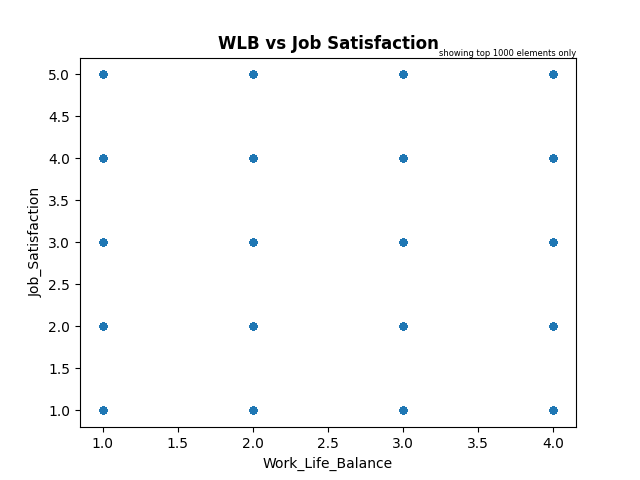 WLB vs Job Satisfaction
showing top 1000 elements only
Job_Satisfaction
5.0
4.5
4.0
3.5
3.0
2.5
2.0
1.5
1.0
1.0 1.5 2.0 2.5 3.0 3.5 4.0
Work_Life_Balance